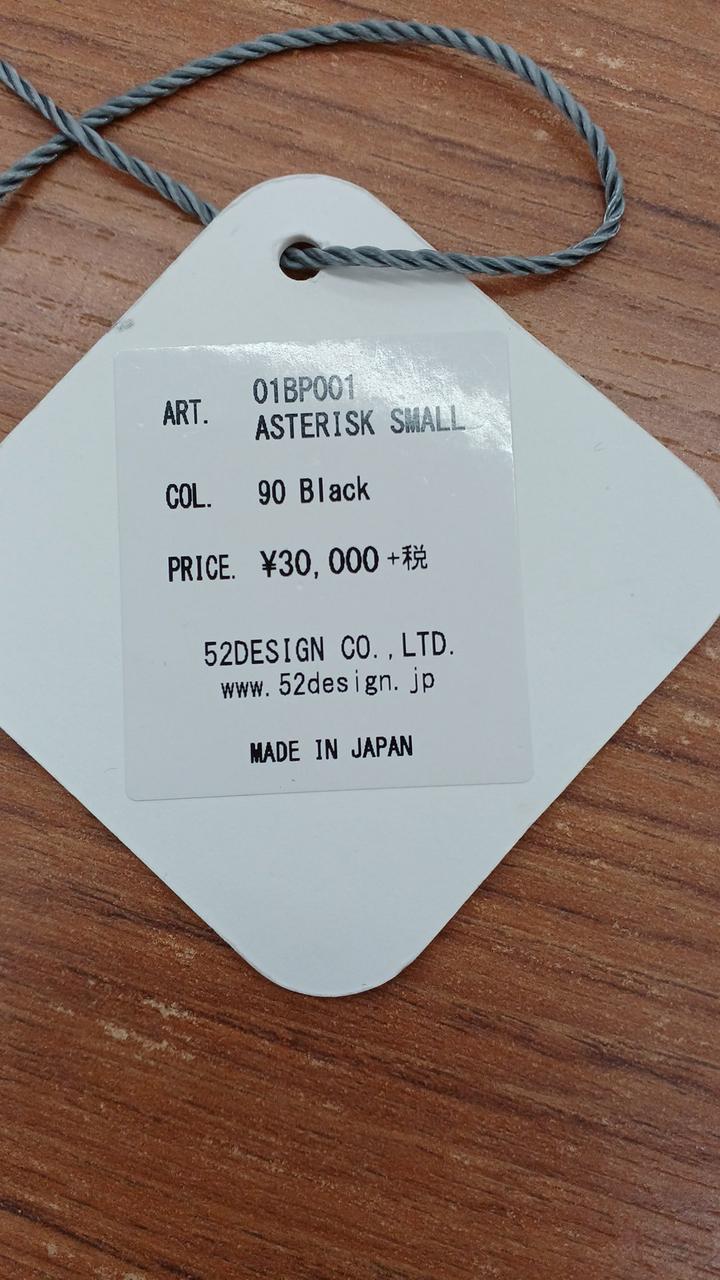 ART. 01BP001
ASTERISK SMALL
COL. 90 Black
PRICE. ¥30,000+税
52DESIGN CO.,LTD.
www.52design.jp
MADE IN JAPAN